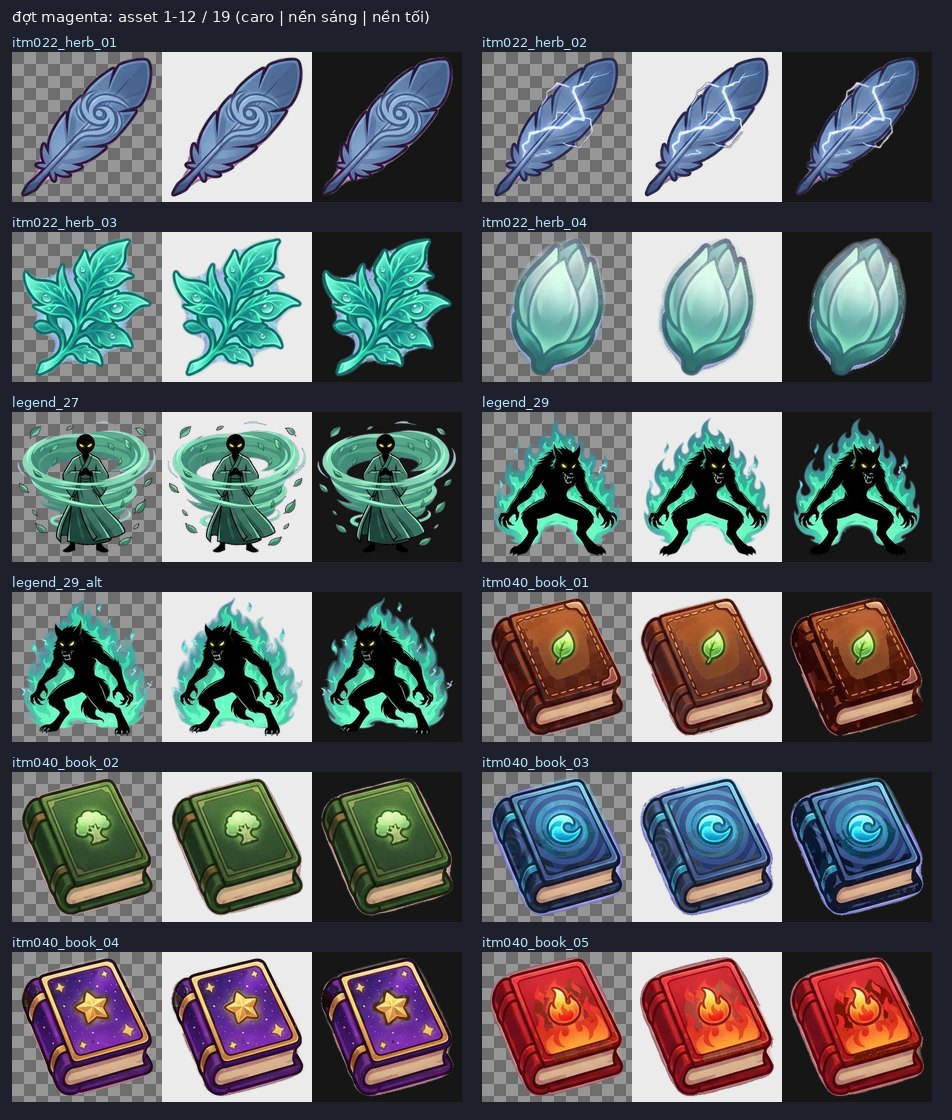 đợt magenta: asset 1-12 / 19 (caro | nền sáng | nền tối)
itm022_herb_01
itm022_herb_02
itm022_herb_03
itm022_herb_04
legend_27
legend_29
legend_29_alt
itm040_book_01
itm040_book_02
itm040_book_03
itm040_book_04
itm040_book_05